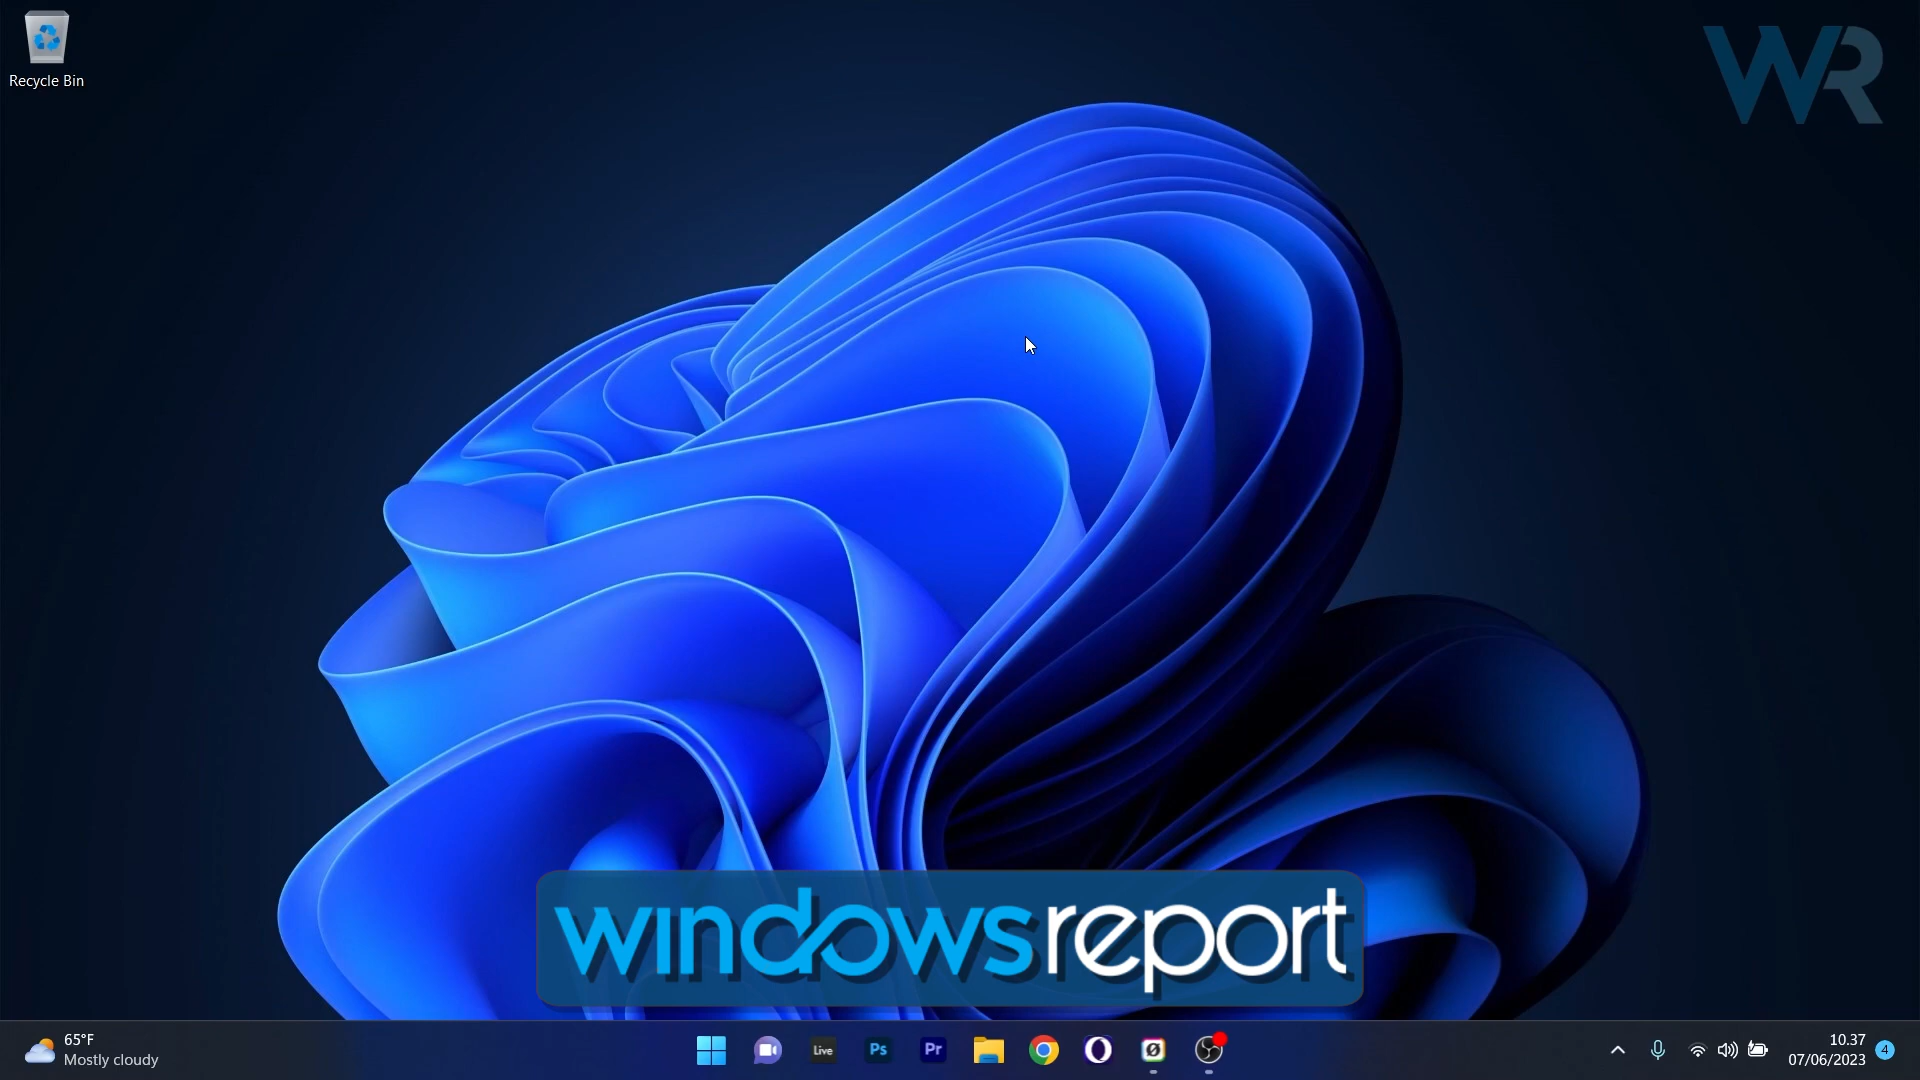 Recycle Bin
WR
windowsreport
65°F
Mostly cloudy
Live
Ps
Pr
10.37
07/06/2023
4